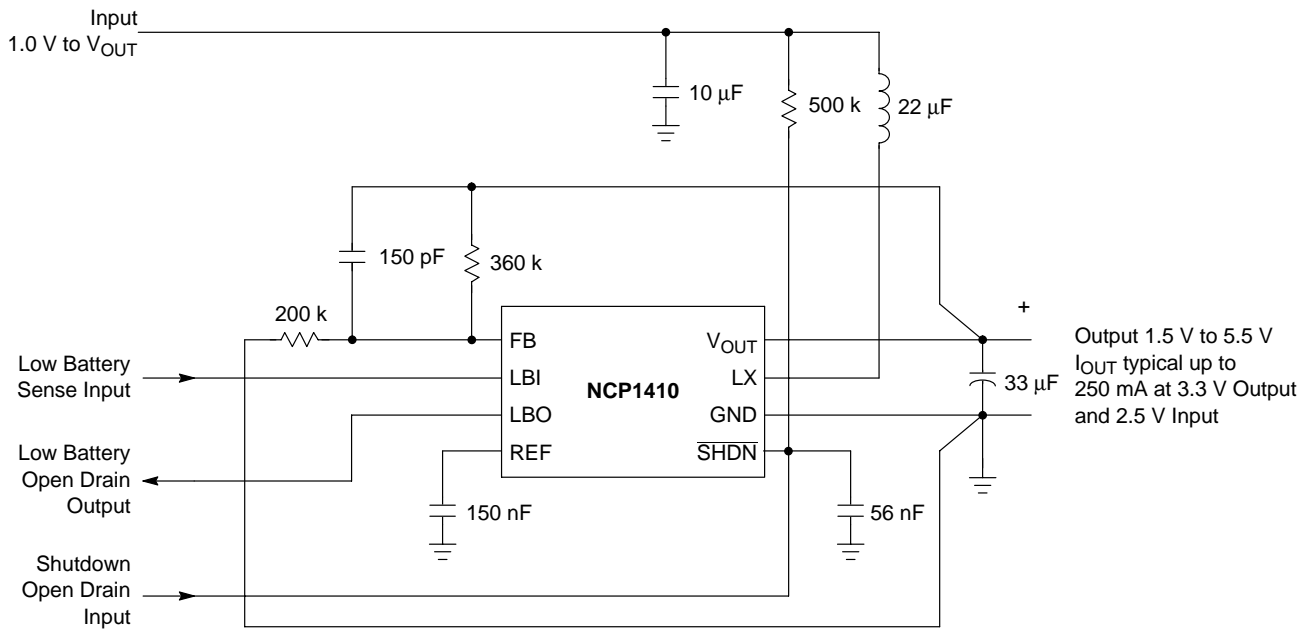 Input
1.0 V to VOUT
10 μF
500 k
22 μF
150 pF
360 k
200 k
+
FB
VOUT
Low Battery
Sense Input
LBI
NCP1410
LX
33 μF
Output 1.5 V to 5.5 V
IOUT typical up to
250 mA at 3.3 V Output
and 2.5 V Input
LBO
GND
REF
SHDN
Low Battery
Open Drain
Output
150 nF
56 nF
Shutdown
Open Drain
Input